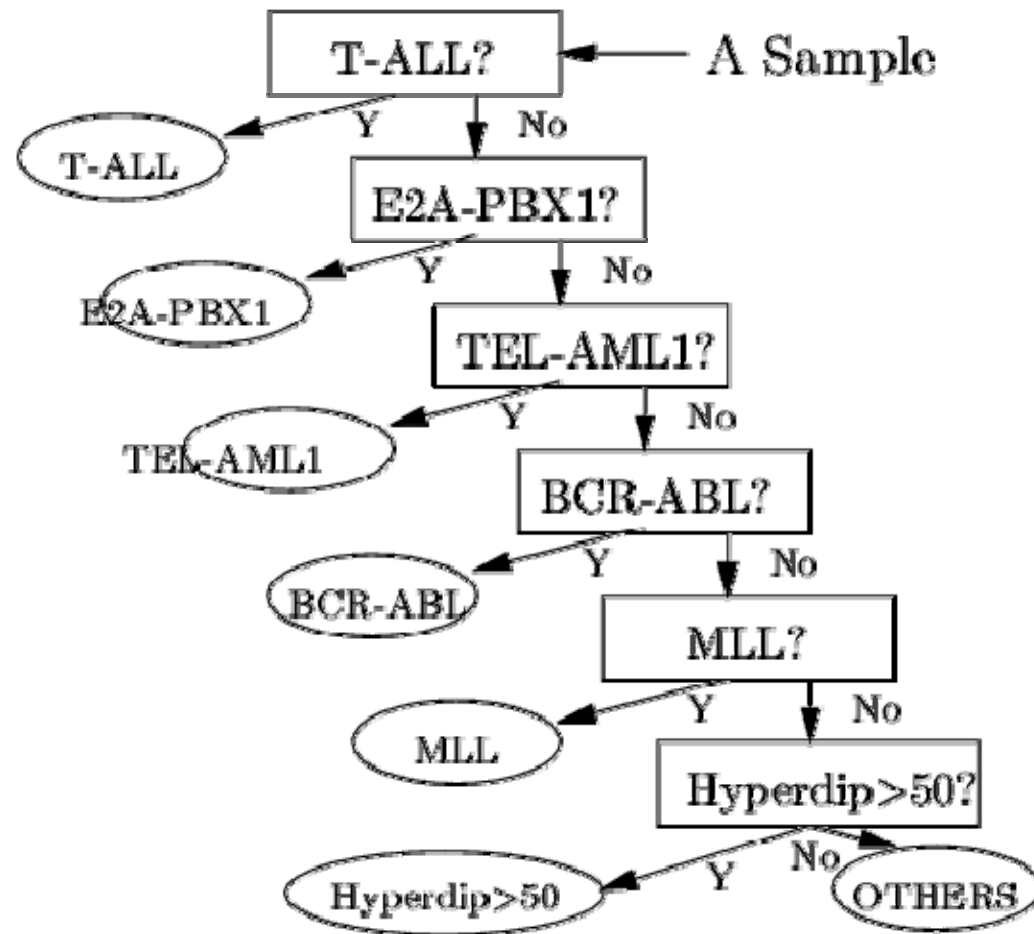 T-ALL?
A Sample
Y
No
T-ALL
E2A-PBX1?
Y
No
E2A-PBX1
TEL-AML1?
Y
No
TEL-AML1
BCR-ABL?
Y
No
BCR-ABL
MLL?
Y
No
MLL
Hyperdip>50?
Y
No
Hyperdip>50
OTHERS